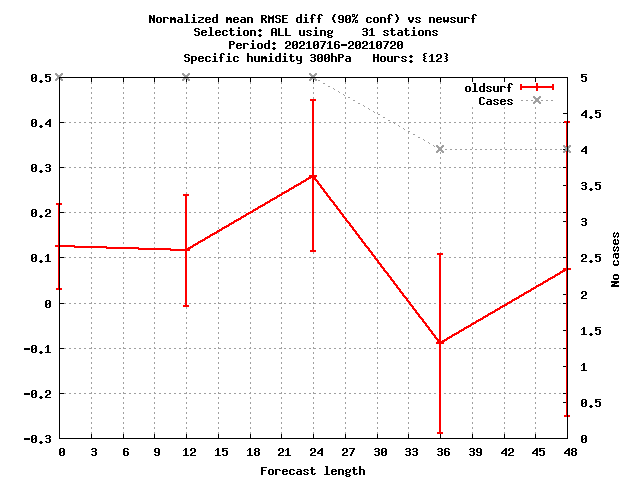 Normalized mean RMSE diff (90% conf) vs newsurf
Selection: ALL using    31 stations
Period: 20210716-20210720
Specific humidity 300hPa   Hours: {12}
oldsurf
Cases
0.5
0.4
0.3
0.2
0.1
0
-0.1
-0.2
-0.3
5
4.5
4
3.5
3
2.5
2
1.5
1
0.5
0
No cases
0 3 6 9 12 15 18 21 24 27 30 33 36 39 42 45 48
Forecast length